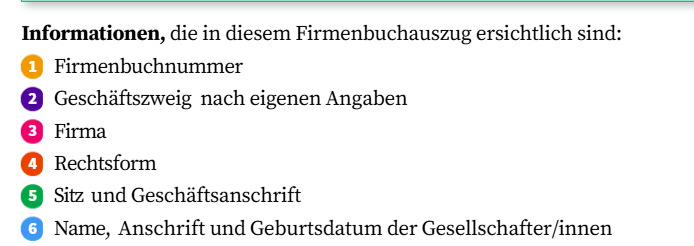 Informationen, die in diesem Firmenbuchauszug ersichtlich sind:
1 Firmenbuchnummer
2 Geschäftszweig nach eigenen Angaben
3 Firma
4 Rechtsform
5 Sitz und Geschäftsanschrift
6 Name, Anschrift und Geburtsdatum der Gesellschafter/innen